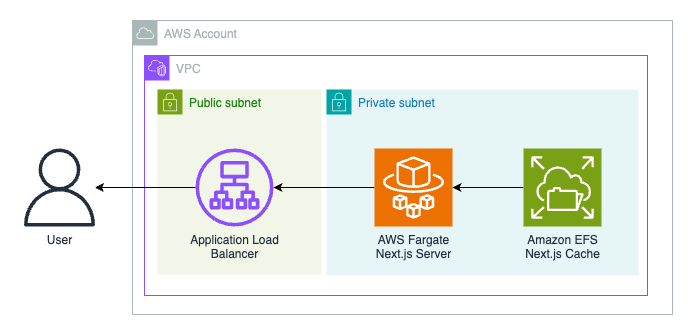 AWS Account
VPC
Public subnet
Private subnet
User
Application Load
Balancer
AWS Fargate
Next.js Server
Amazon EFS
Next.js Cache